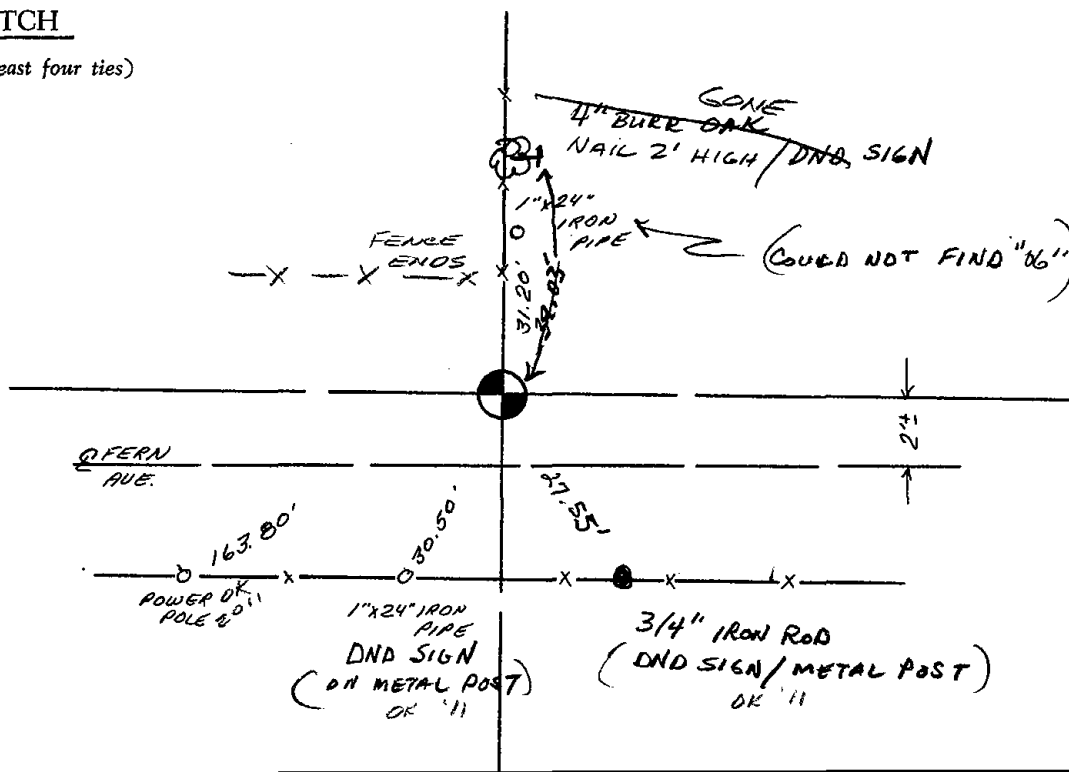 TCH
east four ties)
GONE
4" BURR OAK
NAIL 2' HIGH / DND SIGN
1"x24"
IRON
PIPE
(COULD NOT FIND "06")
FENCE
ENDS
31.20'
2'±
FERN
AVE.
163.80'
30.50'
27.55'
POWER OK
POLE
1"x24" IRON
PIPE
DND SIGN
(ON METAL POST)
OK '11
3/4" IRON ROD
(DND SIGN / METAL POST)
OK '11